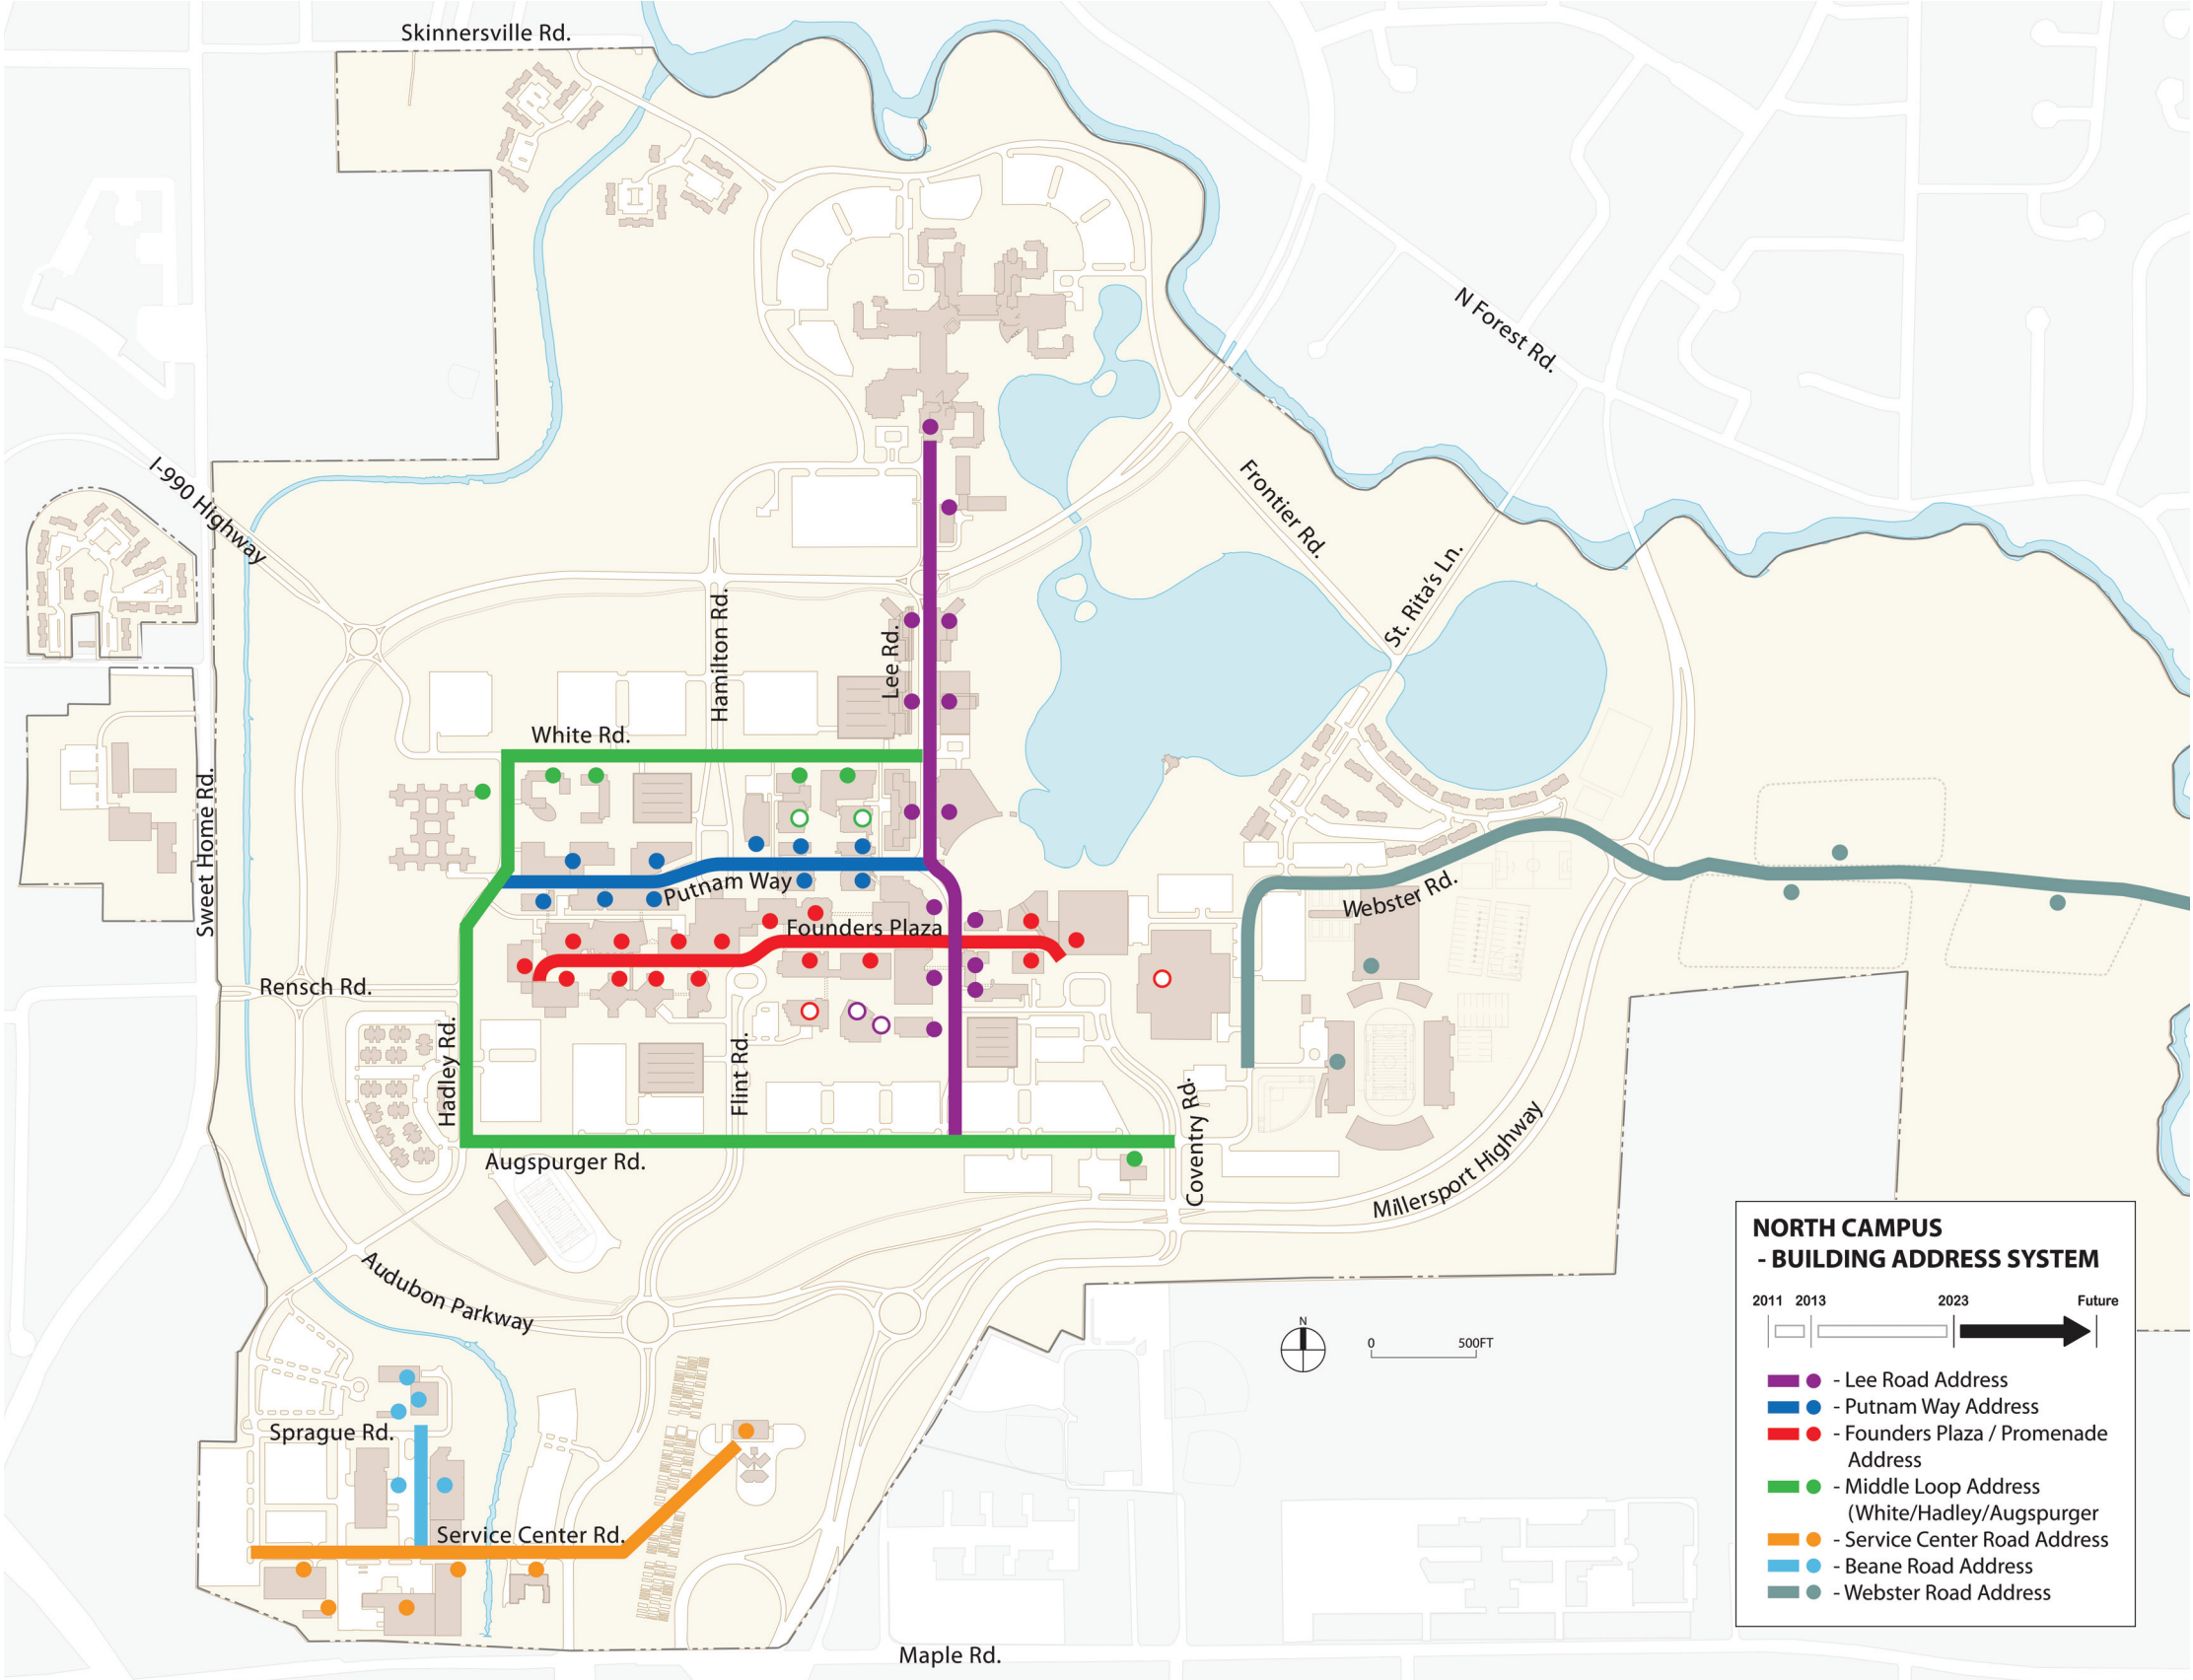 Skinnersville Rd.
N Forest Rd.
I-990 Highway
Frontier Rd.
St. Rita's Ln.
Hamilton Rd.
Lee Rd.
White Rd.
Sweet Home Rd.
Putnam Way
Webster Rd.
Founders Plaza
Rensch Rd.
Hadley Rd.
Flint Rd.
Coventry Rd.
Millersport Highway
Augspurger Rd.
Audubon Parkway
Sprague Rd.
Service Center Rd.
Maple Rd.
N
0 500FT
NORTH CAMPUS
- BUILDING ADDRESS SYSTEM
2011 2013 2023 Future
- Lee Road Address
- Putnam Way Address
- Founders Plaza / Promenade
Address
- Middle Loop Address
(White/Hadley/Augspurger
- Service Center Road Address
- Beane Road Address
- Webster Road Address